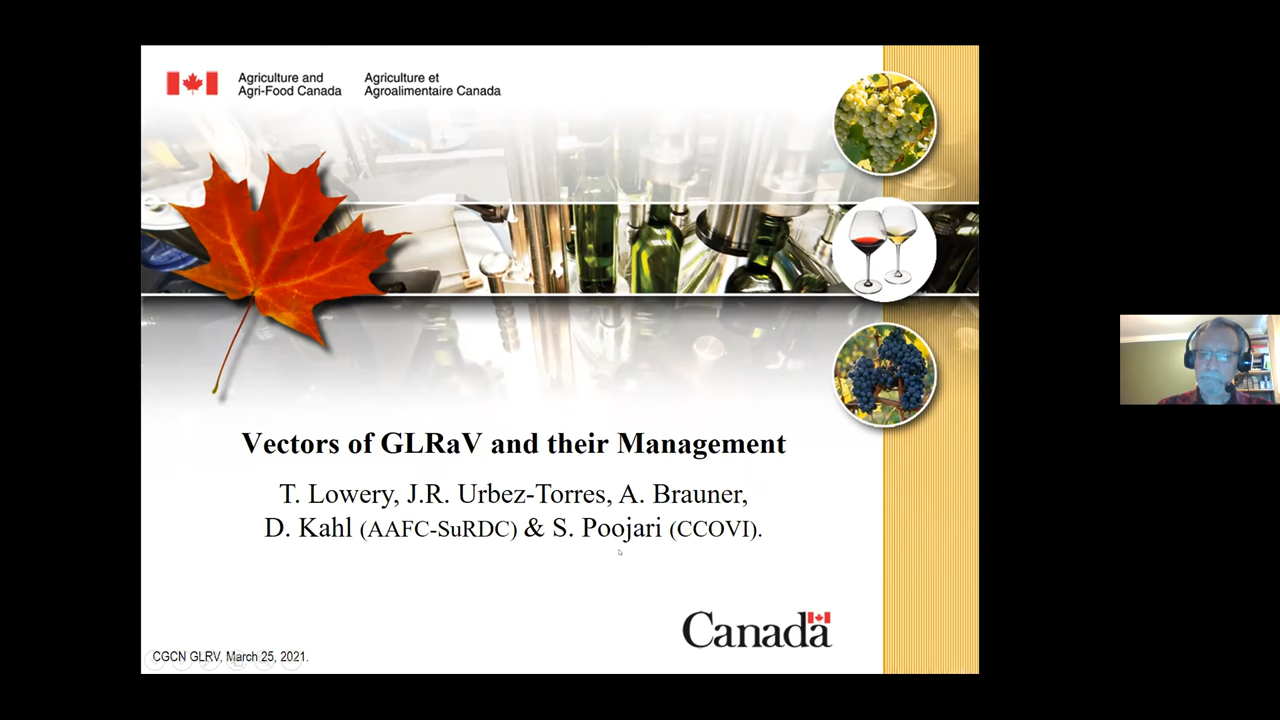 Agriculture and
Agri-Food Canada
Agriculture et
Agroalimentaire Canada
Vectors of GLRaV and their Management
T. Lowery, J.R. Urbez-Torres, A. Brauner,
D. Kahl (AAFC-SuRDC) & S. Poojari (CCOVI).
Canada
CGCN GLRV, March 25, 2021.